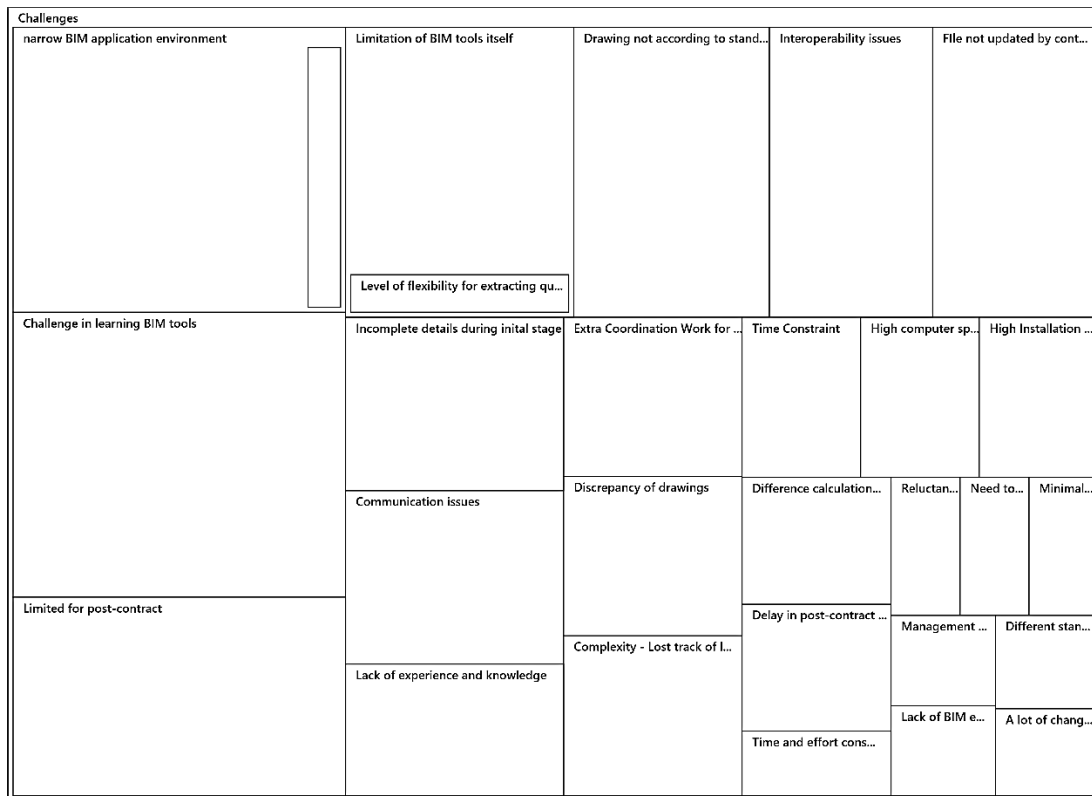 Challenges
narrow BIM application environment
Limitation of BIM tools itself
Drawing not according to stand...
Interoperability issues
FIle not updated by cont...
Level of flexibility for extracting qu...
Challenge in learning BIM tools
Incomplete details during inital stage
Extra Coordination Work for ...
Time Constraint
High computer sp...
High Installation ...
Communication issues
Discrepancy of drawings
Difference calculation...
Reluctan...
Need to...
Minimal...
Limited for post-contract
Delay in post-contract ...
Management ...
Different stan...
Lack of experience and knowledge
Complexity - Lost track of l...
Time and effort cons...
Lack of BIM e...
A lot of chang...